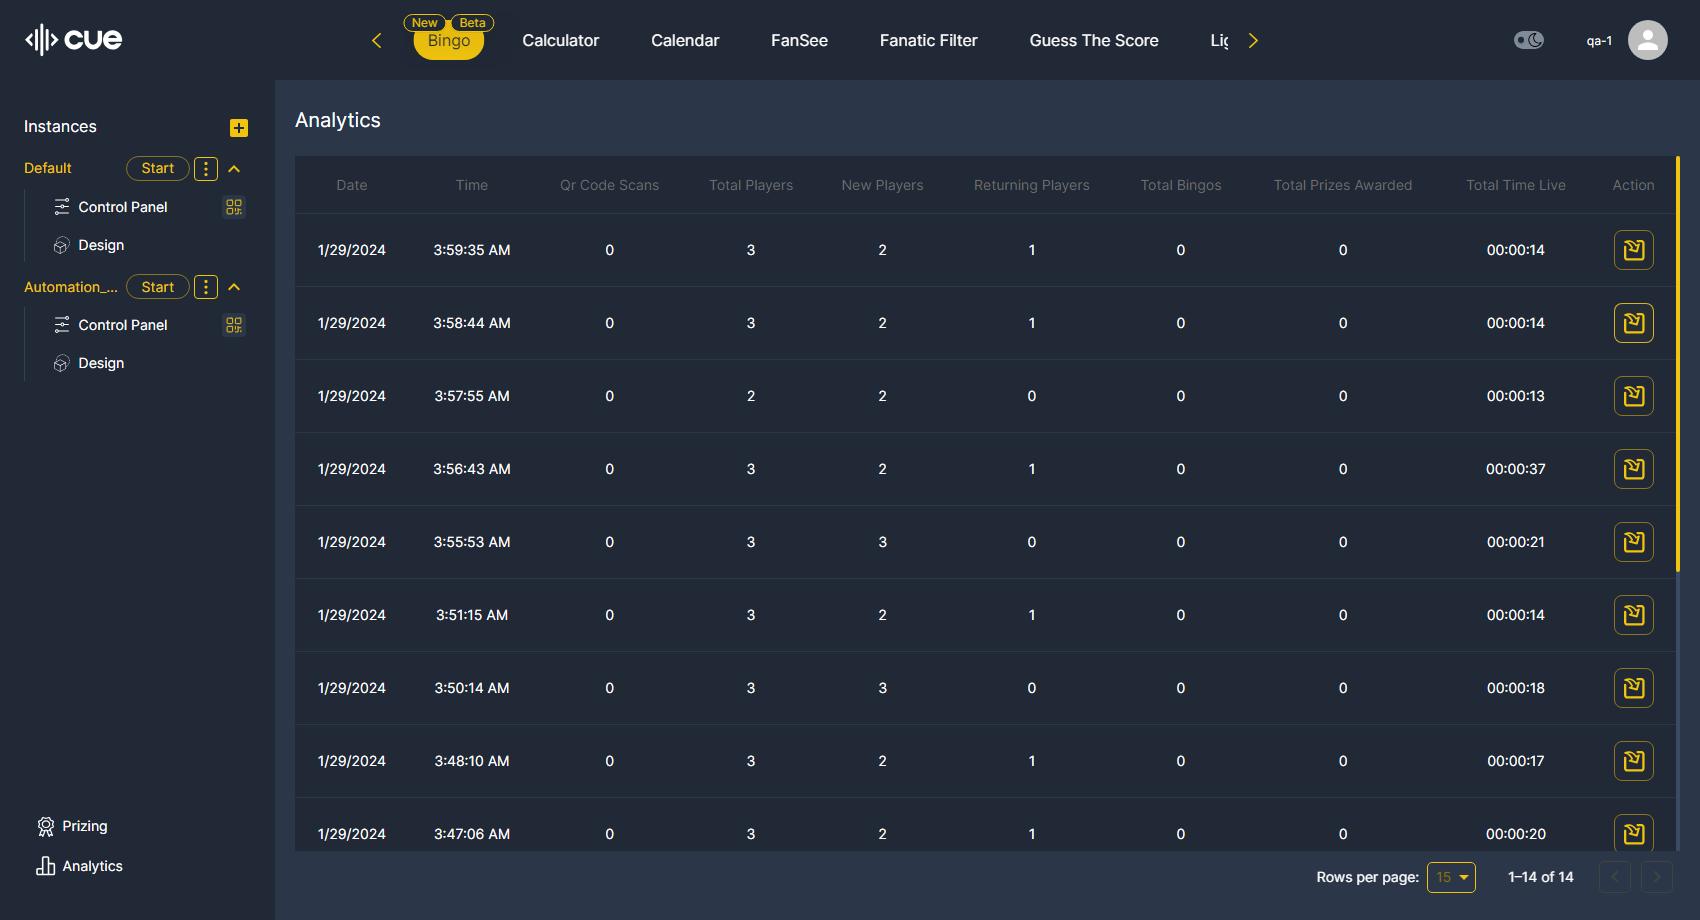 cue
New Beta
Bingo Calculator Calendar FanSee Fanatic Filter Guess The Score Lig
qa-1
Instances
Default Start
Control Panel
Design
Automation_... Start
Control Panel
Design
Prizing
Analytics
Analytics
Date Time Qr Code Scans Total Players New Players Returning Players Total Bingos Total Prizes Awarded Total Time Live Action
1/29/2024 3:59:35 AM 0 3 2 1 0 0 00:00:14
1/29/2024 3:58:44 AM 0 3 2 1 0 0 00:00:14
1/29/2024 3:57:55 AM 0 2 2 0 0 0 00:00:13
1/29/2024 3:56:43 AM 0 3 2 1 0 0 00:00:37
1/29/2024 3:55:53 AM 0 3 3 0 0 0 00:00:21
1/29/2024 3:51:15 AM 0 3 2 1 0 0 00:00:14
1/29/2024 3:50:14 AM 0 3 3 0 0 0 00:00:18
1/29/2024 3:48:10 AM 0 3 2 1 0 0 00:00:17
1/29/2024 3:47:06 AM 0 3 2 1 0 0 00:00:20
Rows per page: 15 1–14 of 14